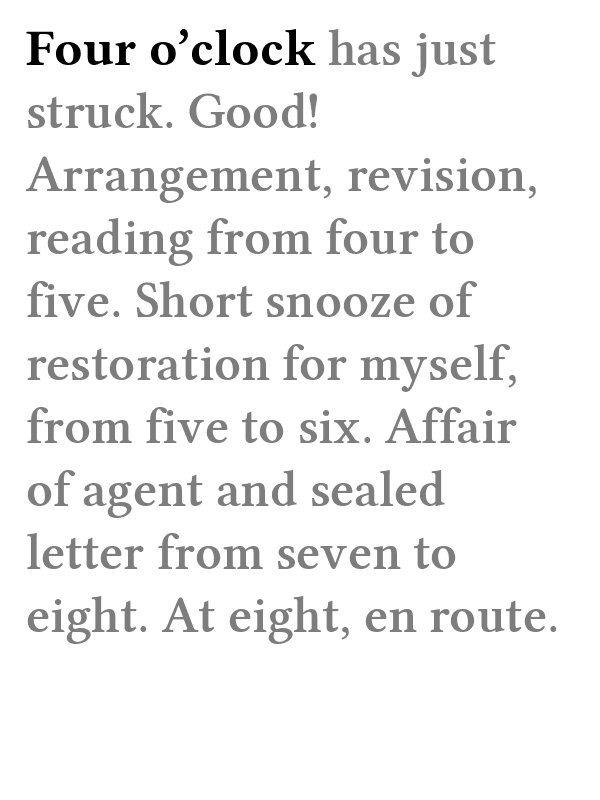 Four o’clock has just
struck. Good!
Arrangement, revision,
reading from four to
five. Short snooze of
restoration for myself,
from five to six. Affair
of agent and sealed
letter from seven to
eight. At eight, en route.